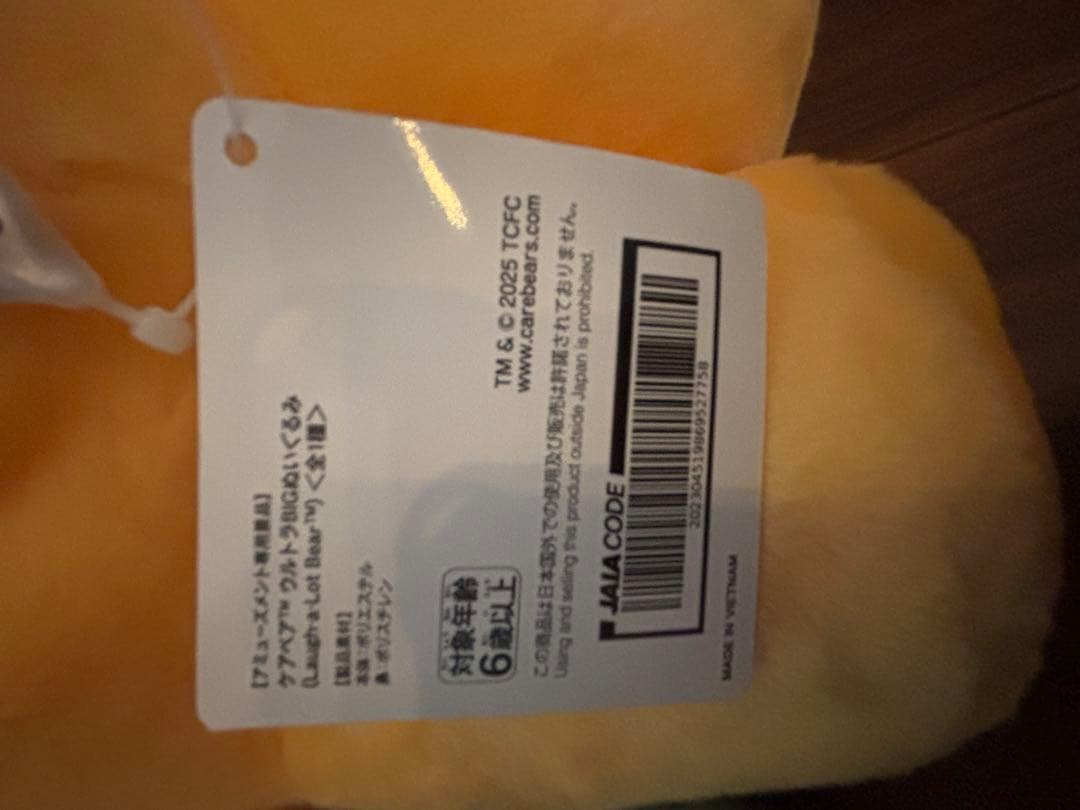 【アミューズメント専用景品】
ケアベア™ ウルトラBIGぬいぐるみ
(Laugh-a-Lot Bear™) <全1種>
【製品素材】
本体:ポリエステル
鼻:ポリスチレン
対象年齢
6歳以上
TM & © 2025 TCFC
www.carebears.com
この商品は日本国外での使用及び販売は許諾されておりません。
Using and selling this product outside Japan is prohibited.
JAIA CODE
202304519869527758
MADE IN VIETNAM